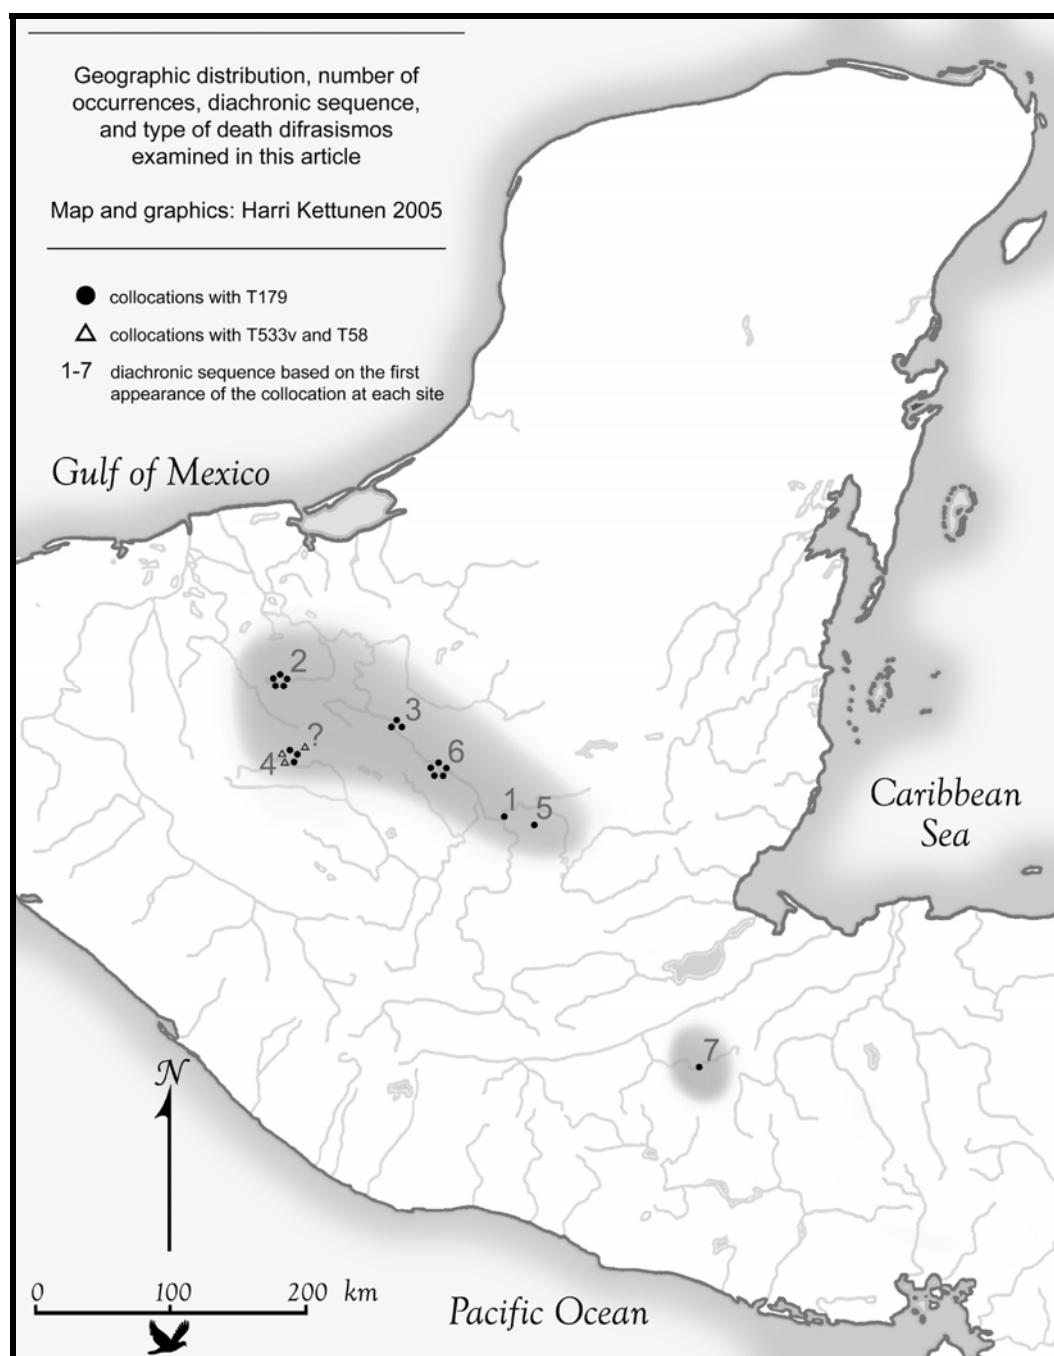 Geographic distribution, number of
occurrences, diachronic sequence,
and type of death difrasismos
examined in this article
Map and graphics: Harri Kettunen 2005
collocations with T179
collocations with T533v and T58
1-7 diachronic sequence based on the first
appearance of the collocation at each site
Gulf of Mexico
2
3
?
4
6
1
5
Caribbean
Sea
7
N
0 100 200 km
Pacific Ocean